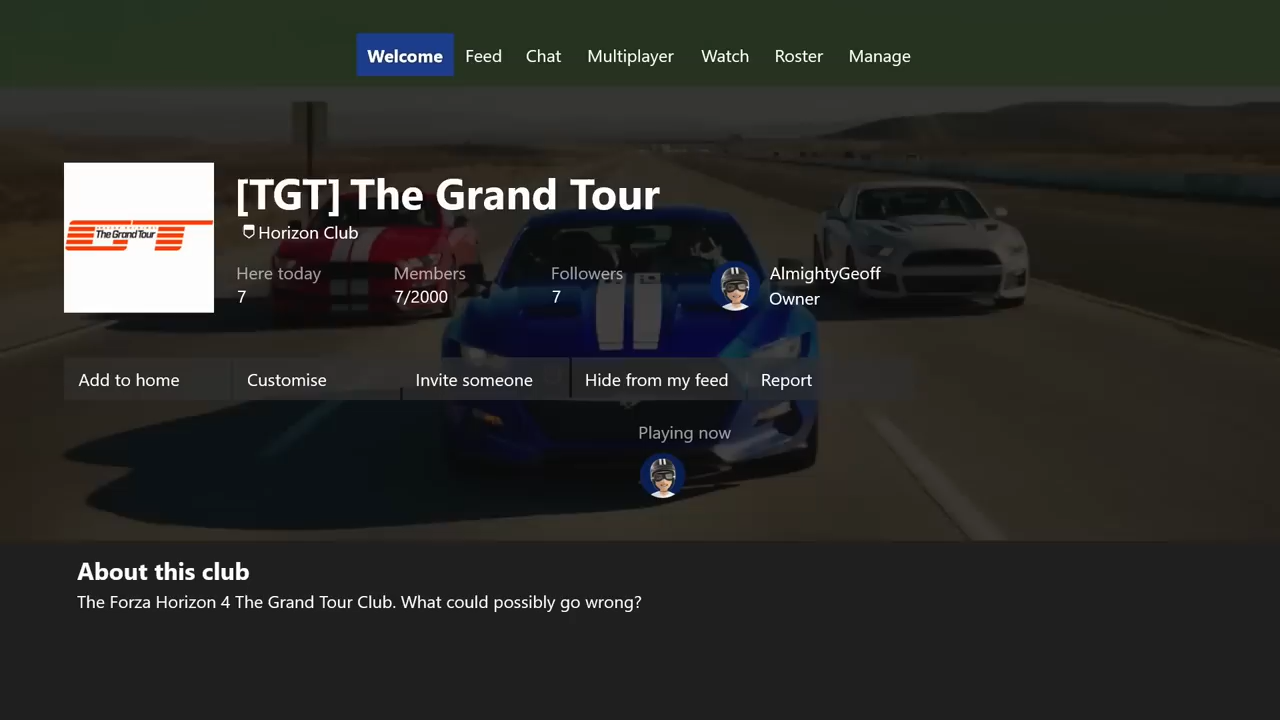 Welcome Feed Chat Multiplayer Watch Roster Manage
[TGT] The Grand Tour
Horizon Club
The Grand Tour
Here today Members Followers AlmightyGeoff
7 7/2000 7 Owner
Add to home Customise Invite someone Hide from my feed Report
Playing now
About this club
The Forza Horizon 4 The Grand Tour Club. What could possibly go wrong?